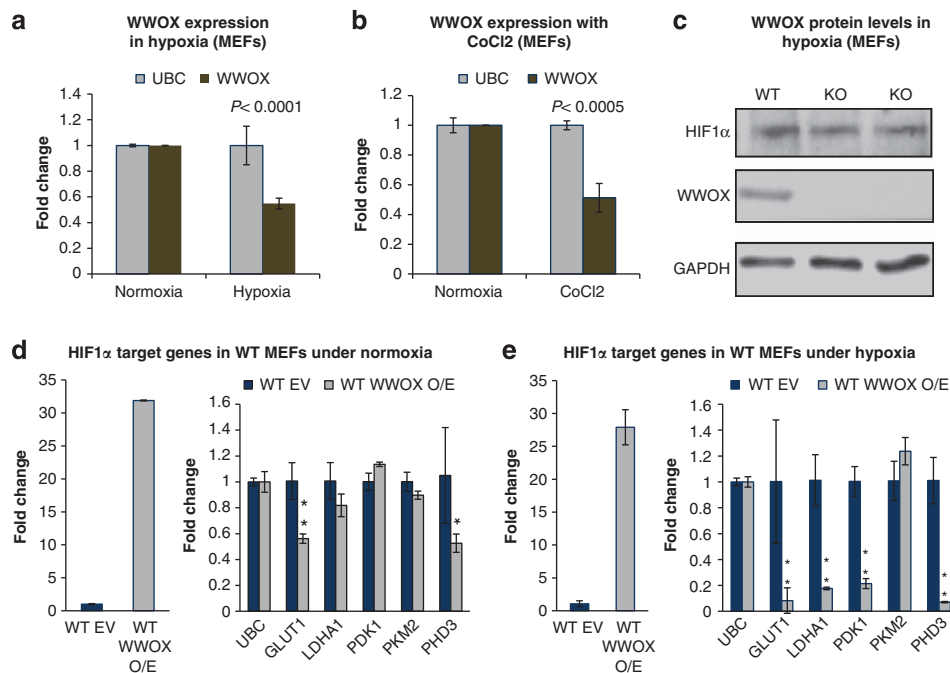 a
WWOX expression
in hypoxia (MEFs)
UBC WWOX
P< 0.0001
Fold change
1.4
1.2
1
0.8
0.6
0.4
0.2
0
Normoxia Hypoxia
b
WWOX expression with
CoCl2 (MEFs)
UBC WWOX
P< 0.0005
Fold change
1.2
1
0.8
0.6
0.4
0.2
0
Normoxia CoCl2
c
WWOX protein levels in
hypoxia (MEFs)
WT KO KO
HIF1α
WWOX
GAPDH
d
HIF1α target genes in WT MEFs under normoxia
Fold change
35
30
25
20
15
10
5
0
WT EV WT
WWOX
O/E
WT EV WT WWOX O/E
Fold change
1.6
1.4
1.2
1
0.8
0.6
0.4
0.2
0
* *
*
UBC GLUT1 LDHA1 PDK1 PKM2 PHD3
e
HIF1α target genes in WT MEFs under hypoxia
Fold change
35
30
25
20
15
10
5
0
WT EV WT
WWOX
O/E
WT EV WT WWOX O/E
Fold change
1.6
1.4
1.2
1
0.8
0.6
0.4
0.2
0
* *
* *
* *
* *
UBC GLUT1 LDHA1 PDK1 PKM2 PHD3